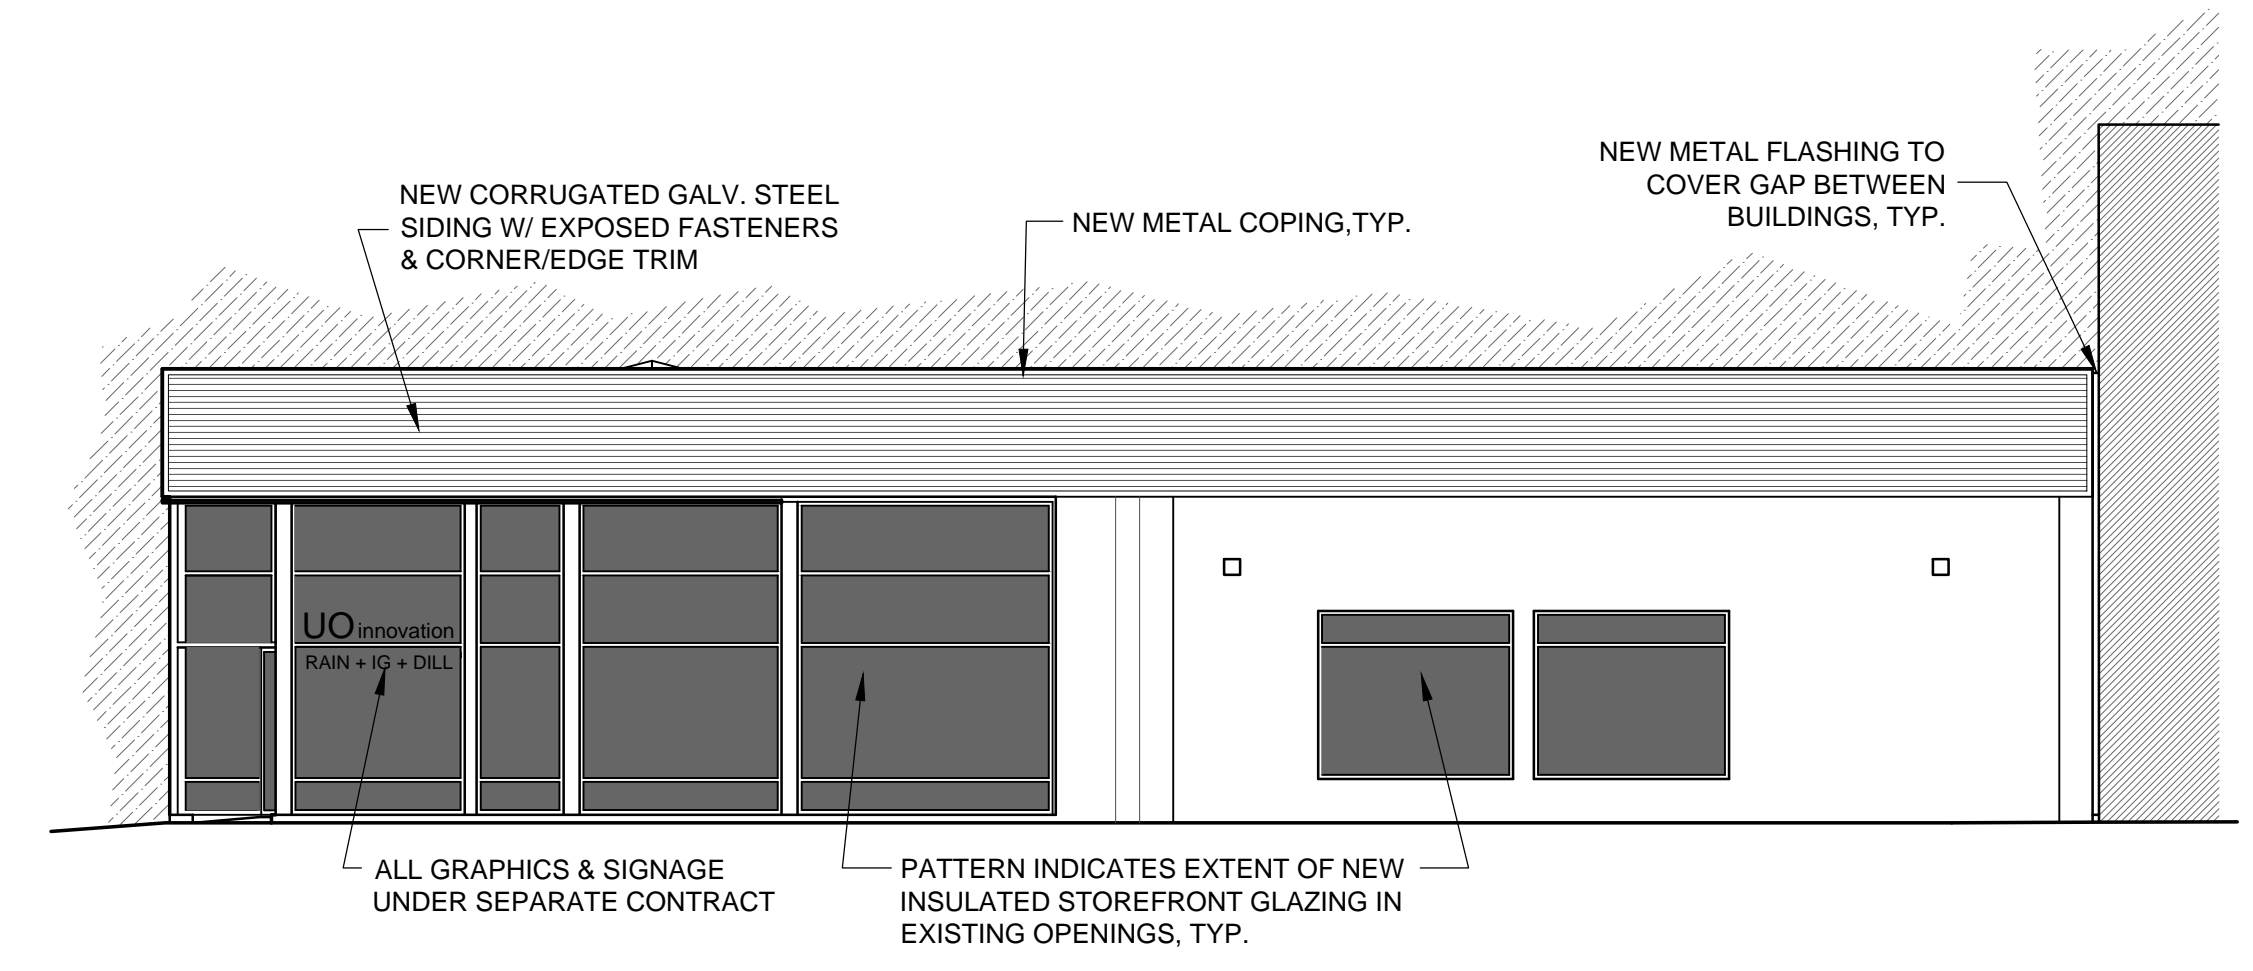 NEW METAL FLASHING TO
COVER GAP BETWEEN
BUILDINGS, TYP.
NEW CORRUGATED GALV. STEEL
SIDING W/ EXPOSED FASTENERS
& CORNER/EDGE TRIM
NEW METAL COPING,TYP.
UO innovation
RAIN + IG + DILL
ALL GRAPHICS & SIGNAGE
UNDER SEPARATE CONTRACT
PATTERN INDICATES EXTENT OF NEW
INSULATED STOREFRONT GLAZING IN
EXISTING OPENINGS, TYP.